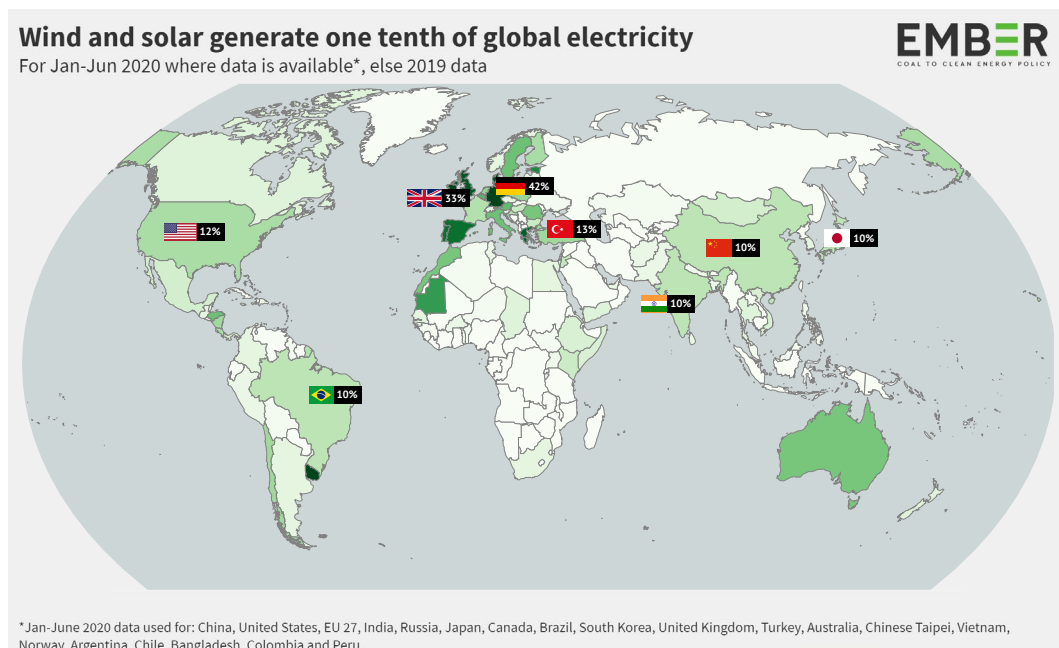 Wind and solar generate one tenth of global electricity
For Jan-Jun 2020 where data is available*, else 2019 data
EMBER
COAL TO CLEAN ENERGY POLICY
42%
33%
12%
13%
10%
10%
10%
10%
*Jan-June 2020 data used for: China, United States, EU 27, India, Russia, Japan, Canada, Brazil, South Korea, United Kingdom, Turkey, Australia, Chinese Taipei, Vietnam,
Norway, Argentina, Chile, Bangladesh, Colombia and Peru